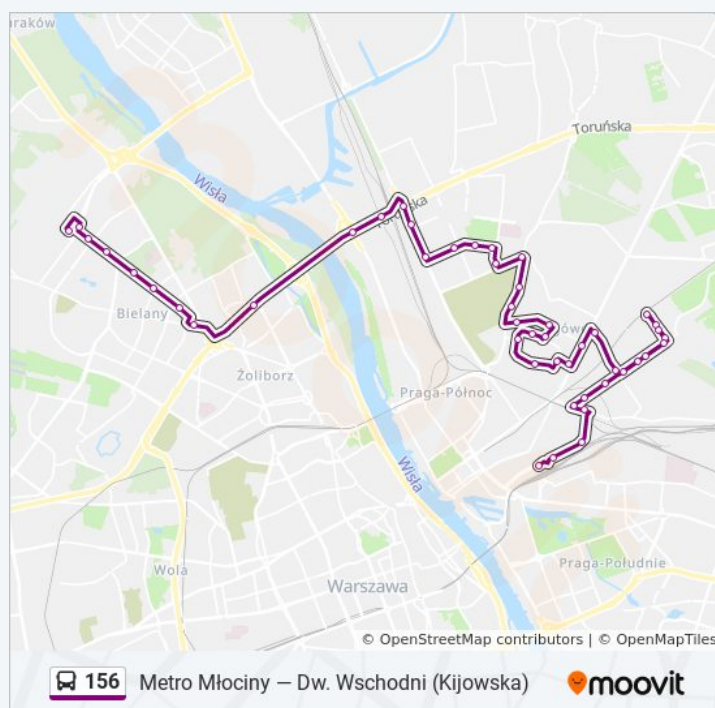 araków)
Toruńska
Wisła
Toruńska
Bielany
Żoliborz
Praga-Północ
Wisła
Wola
Praga-Południe
Warszawa
© OpenStreetMap contributors | © OpenMapTiles
156 Metro Młociny — Dw. Wschodni (Kijowska) moovit